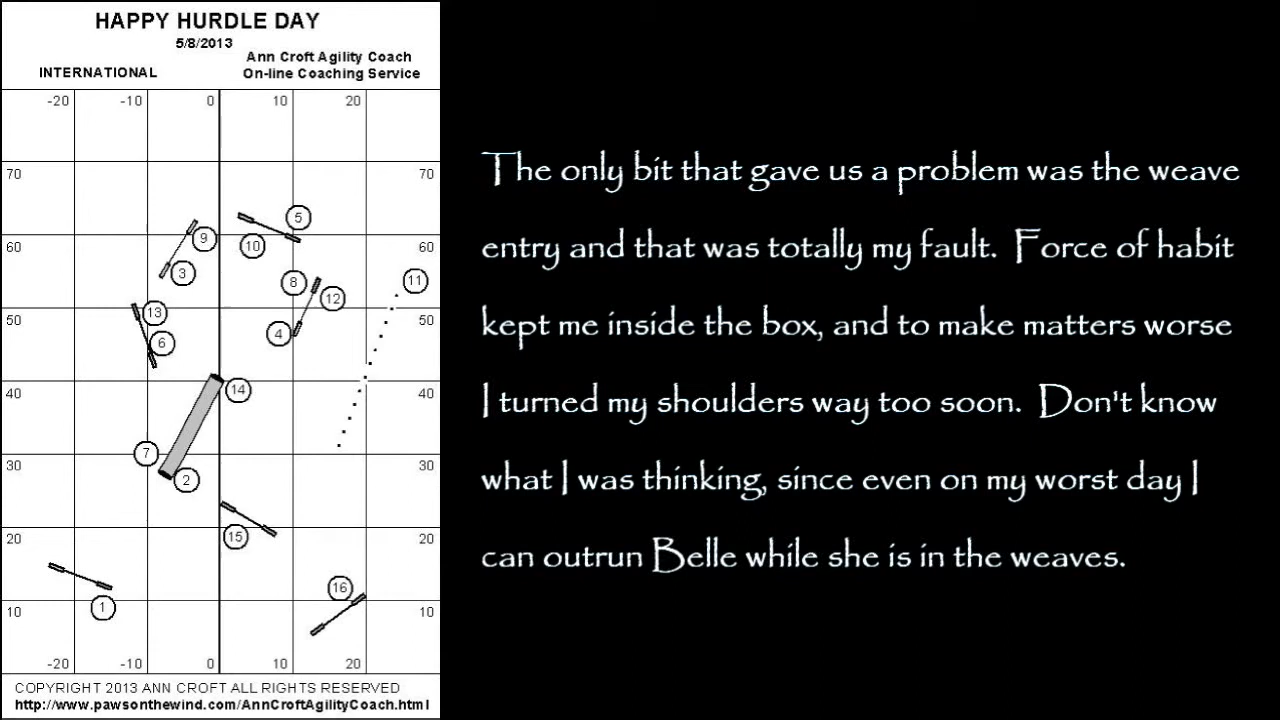 HAPPY HURDLE DAY
5/8/2013
Ann Croft Agility Coach
INTERNATIONAL On-line Coaching Service
-20 -10 0 10 20
70 70
5
9 10
60 60
3 8 11
12
13
50 50
6 4
14
40 40
7
30 30
2
15
20 20
16
1
10 10
-20 -10 0 10 20
COPYRIGHT 2013 ANN CROFT ALL RIGHTS RESERVED
http://www.pawsonthewind.com/AnnCroftAgilityCoach.html
The only bit that gave us a problem was the weave
entry and that was totally my fault. Force of habit
kept me inside the box, and to make matters worse
I turned my shoulders way too soon. Don't know
what I was thinking, since even on my worst day I
can outrun Belle while she is in the weaves.